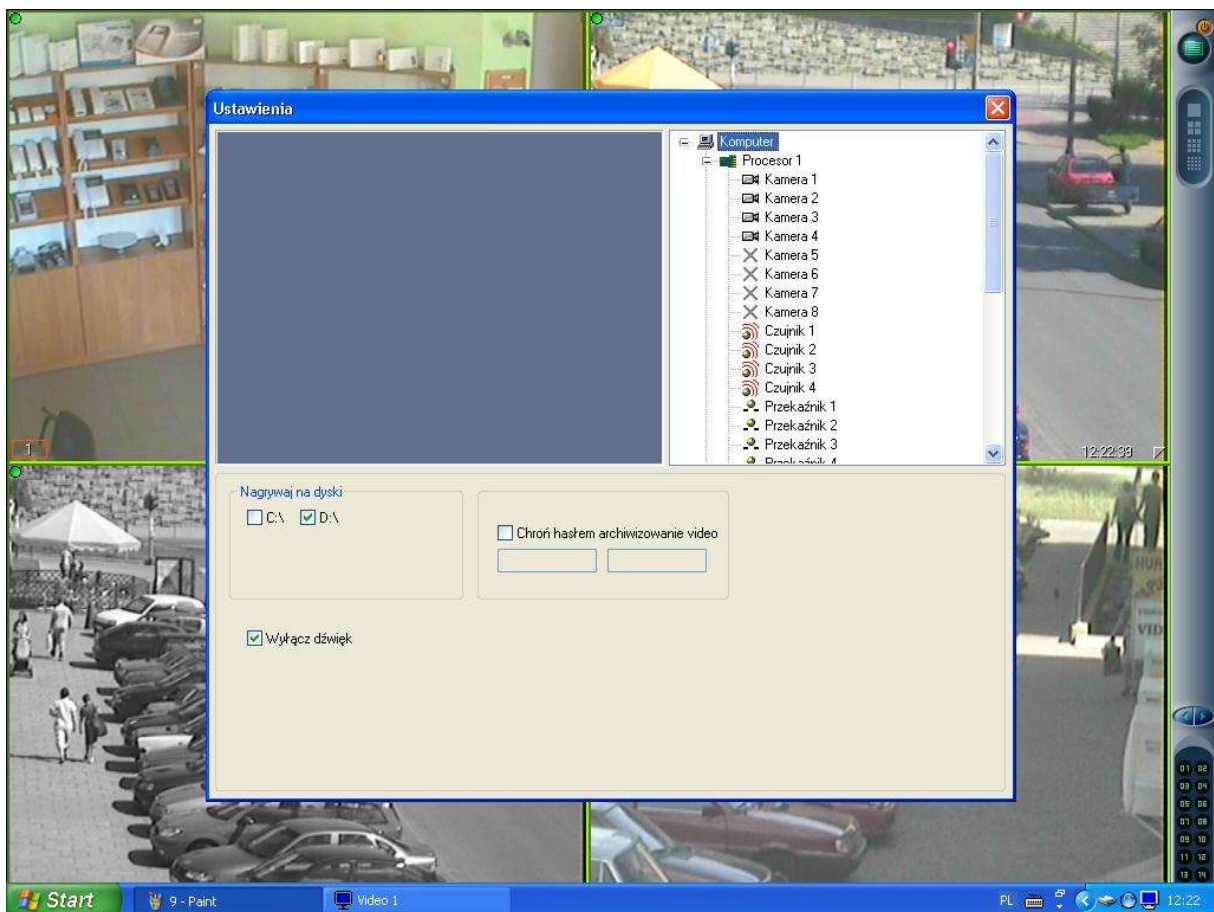 Ustawienia
Komputer
Procesor 1
Kamera 1
Kamera 2
Kamera 3
Kamera 4
Kamera 5
Kamera 6
Kamera 7
Kamera 8
Czujnik 1
Czujnik 2
Czujnik 3
Czujnik 4
Przekaźnik 1
Przekaźnik 2
Przekaźnik 3
Przekaźnik 4
1
12:22:39
Nagrywaj na dyski
C:\ D:\
Chroń hasłem archiwizowanie video
Wyłącz dźwięk
VID
01 02
03 04
05 06
07 08
09 10
11 12
13 14
Start 9 - Paint Video 1 PL 12:22